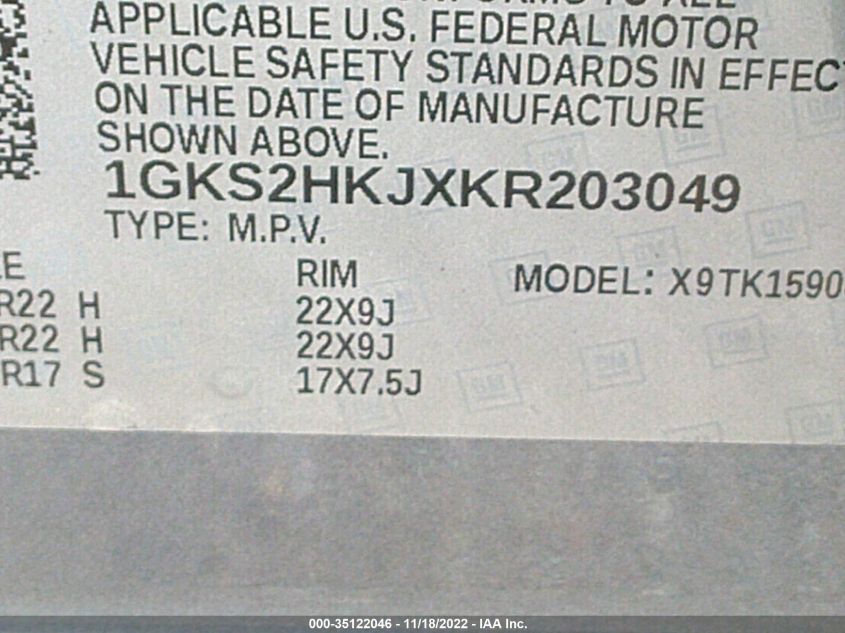 APPLICABLE U.S. FEDERAL MOTOR
VEHICLE SAFETY STANDARDS IN EFFEC
ON THE DATE OF MANUFACTURE
SHOWN ABOVE.
1GKS2HKJXKR203049
TYPE: M.P.V.
E RIM MODEL: X9TK1590
R22 H 22X9J
R22 H 22X9J
R17 S 17X7.5J
000-35122046 - 11/18/2022 - IAA Inc.